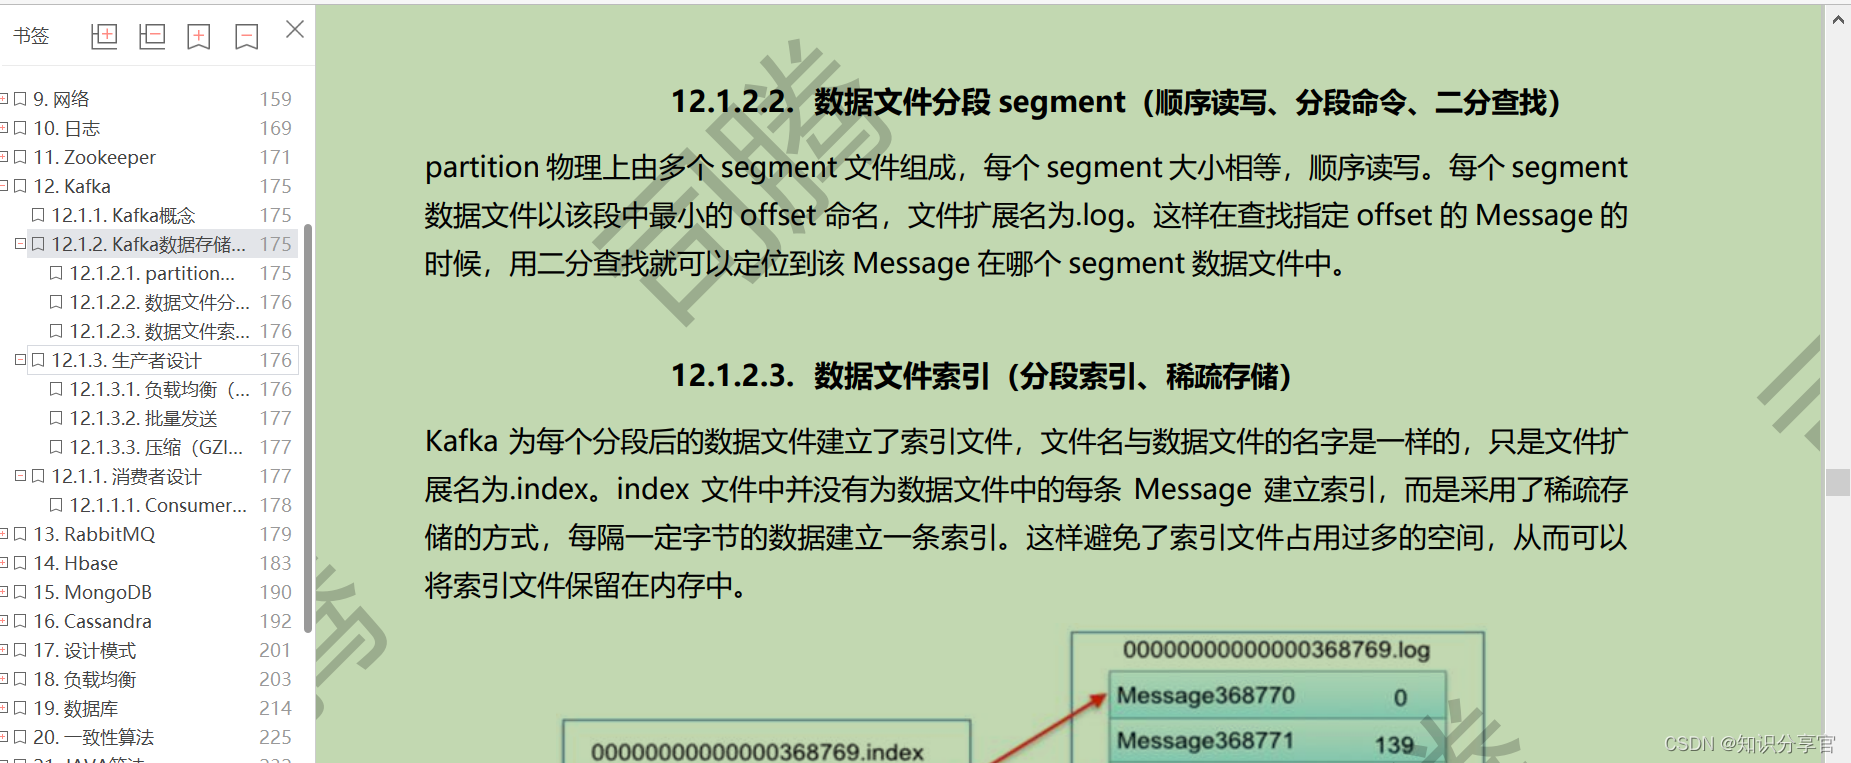 书签
9. 网络 159
10. 日志 169
11. Zookeeper 171
12. Kafka 175
12.1.1. Kafka概念 175
12.1.2. Kafka数据存储... 175
12.1.2.1. partition... 175
12.1.2.2. 数据文件分... 176
12.1.2.3. 数据文件索... 176
12.1.3. 生产者设计 176
12.1.3.1. 负载均衡（... 176
12.1.3.2. 批量发送 177
12.1.3.3. 压缩（GZI... 177
12.1.1. 消费者设计 177
12.1.1.1. Consumer... 178
13. RabbitMQ 179
14. Hbase 183
15. MongoDB 190
16. Cassandra 192
17. 设计模式 201
18. 负载均衡 203
19. 数据库 214
20. 一致性算法 225
21. JAVA算法
12.1.2.2. 数据文件分段 segment（顺序读写、分段命令、二分查找）
partition 物理上由多个 segment 文件组成，每个 segment 大小相等，顺序读写。每个 segment
数据文件以该段中最小的 offset 命名，文件扩展名为.log。这样在查找指定 offset 的 Message 的
时候，用二分查找就可以定位到该 Message 在哪个 segment 数据文件中。
12.1.2.3. 数据文件索引（分段索引、稀疏存储）
Kafka 为每个分段后的数据文件建立了索引文件，文件名与数据文件的名字是一样的，只是文件扩
展名为.index。index 文件中并没有为数据文件中的每条 Message 建立索引，而是采用了稀疏存
储的方式，每隔一定字节的数据建立一条索引。这样避免了索引文件占用过多的空间，从而可以
将索引文件保留在内存中。
00000000000000368769.log
Message368770 0
Message368771 139
00000000000000368769.index
CSDN @知识分享官